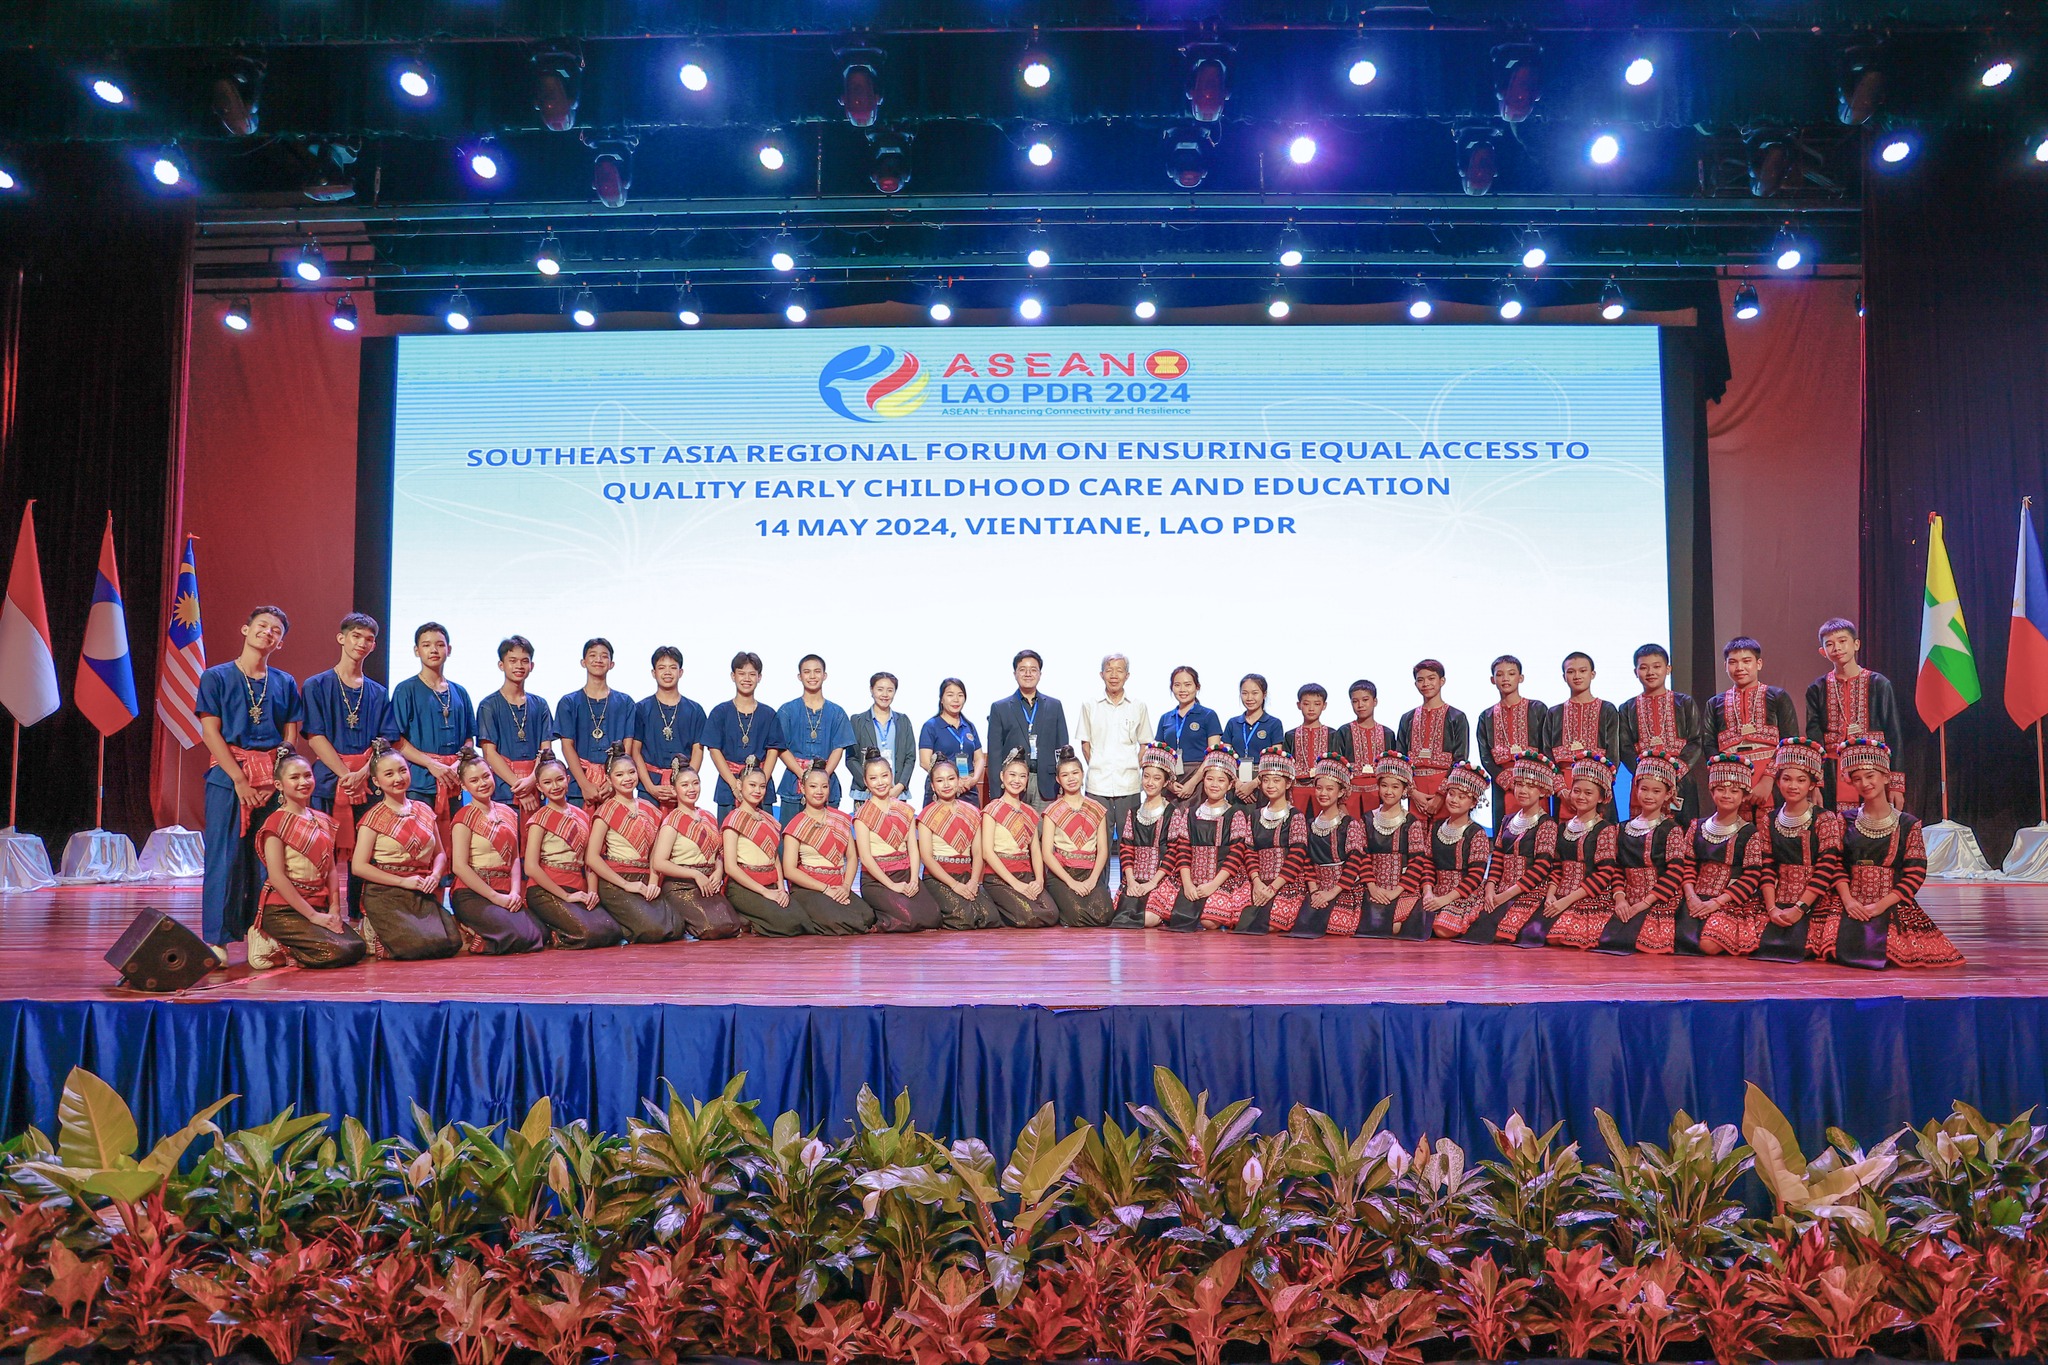 ASEAN
LAO PDR 2024
ASEAN : Enhancing Connectivity and Resilience
SOUTHEAST ASIA REGIONAL FORUM ON ENSURING EQUAL ACCESS TO
QUALITY EARLY CHILDHOOD CARE AND EDUCATION
14 MAY 2024, VIENTIANE, LAO PDR